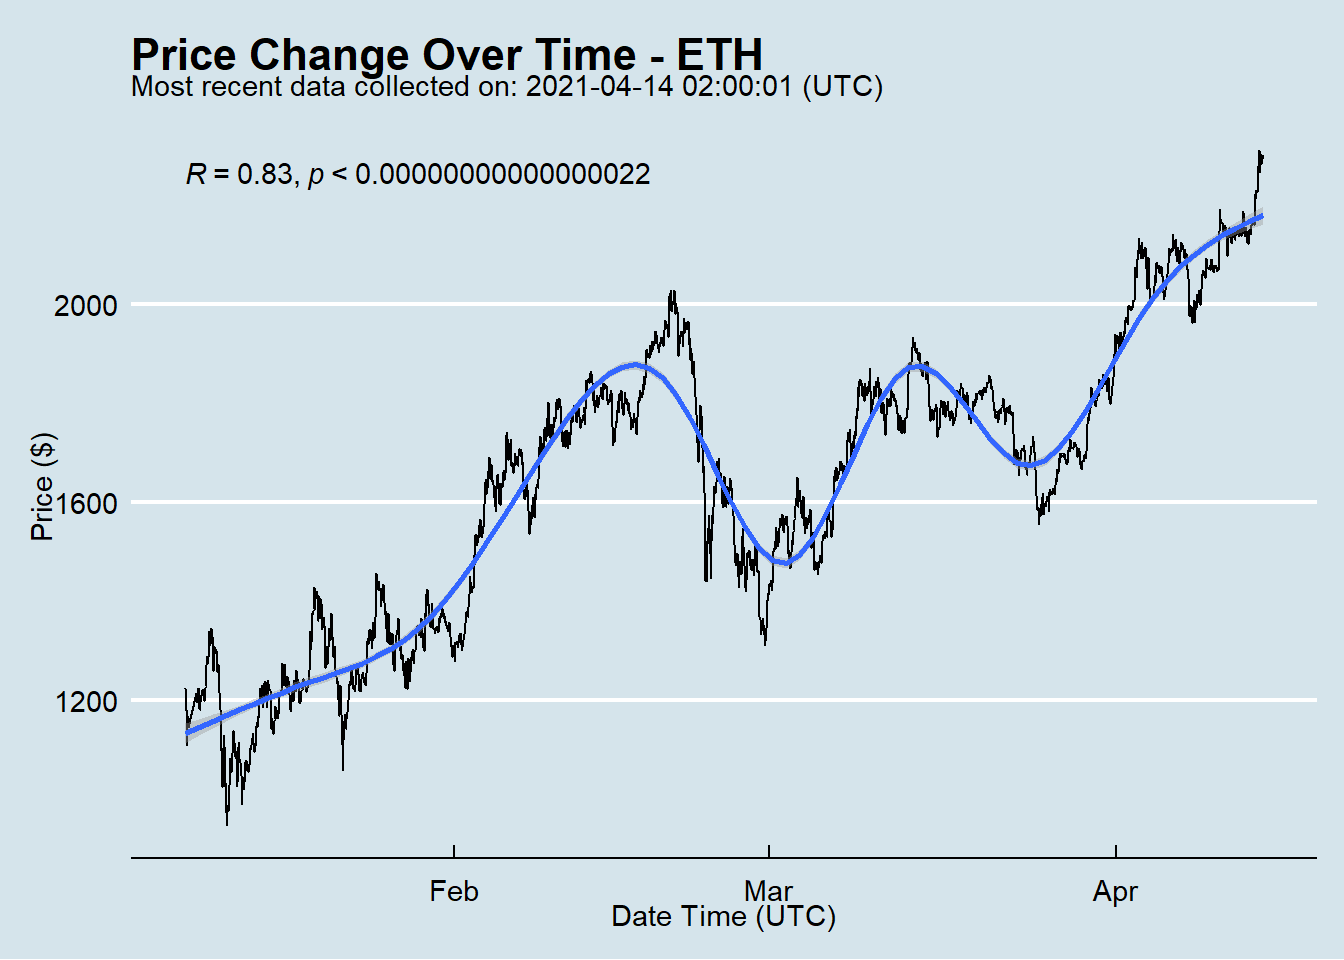 Price Change Over Time - ETH
Most recent data collected on: 2021-04-14 02:00:01 (UTC)
R = 0.83, p < 0.00000000000000022
2000
1600
1200
Price ($)
Feb
Mar
Apr
Date Time (UTC)